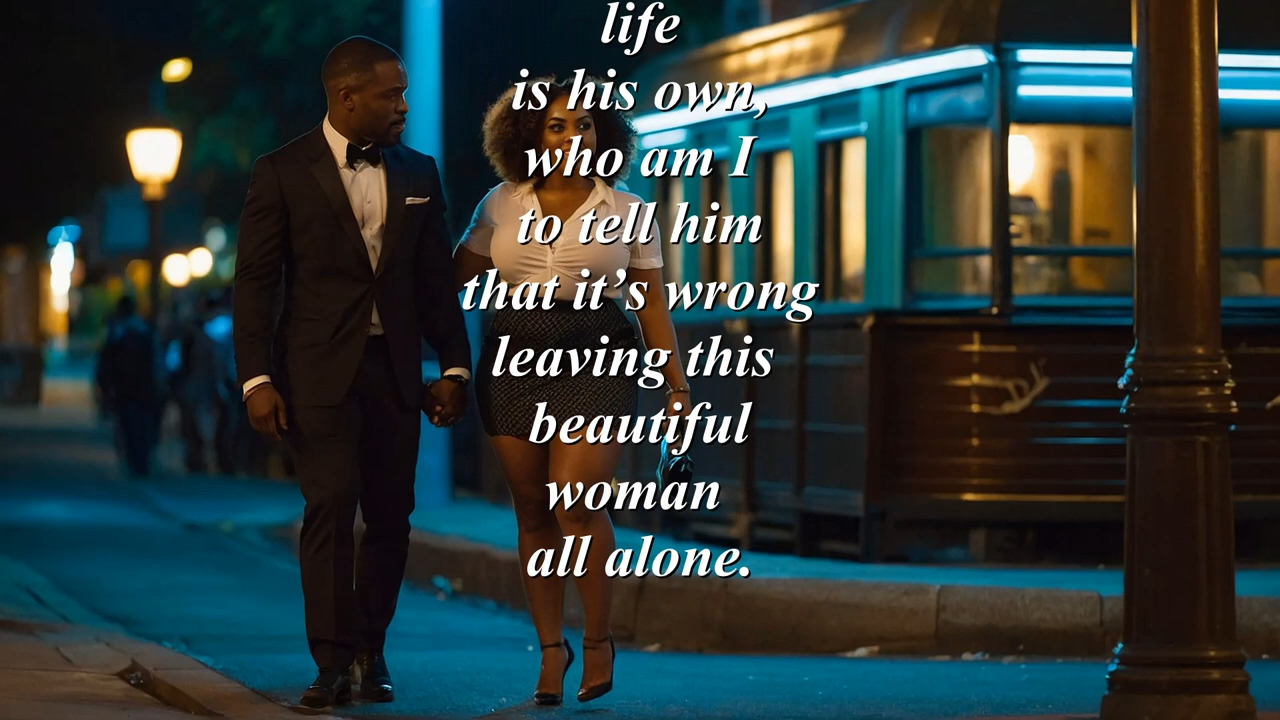 life
is his own,
who am I
to tell him
that it’s wrong
leaving this
beautiful
woman
all alone.